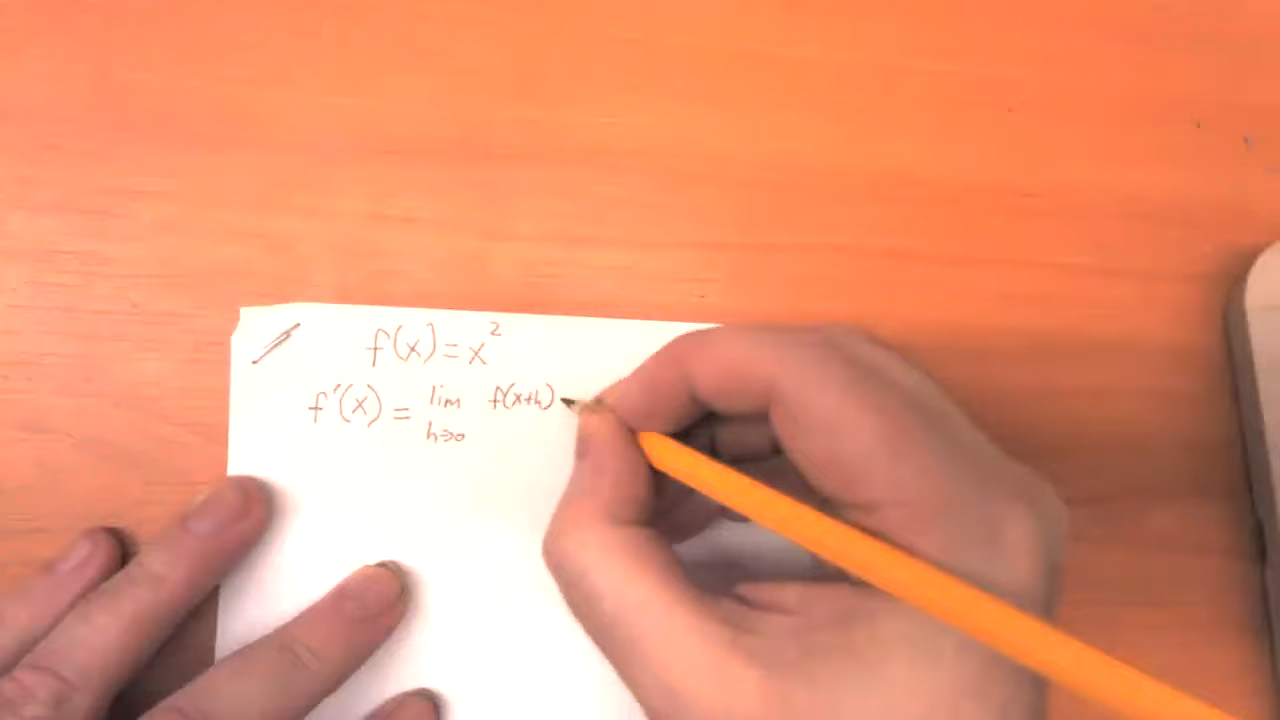 f(x) = x²
f'(x) = lim f(x+h)
h→0